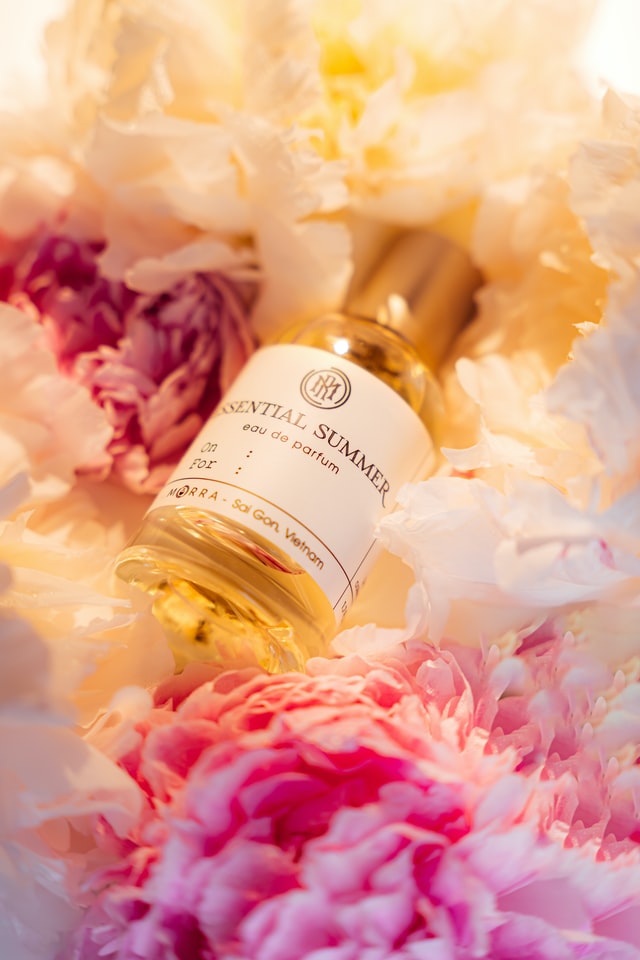 SSENTIAL SUMMER
eau de parfum
On :
For :
MORRA - Sai Gon, Vietnam